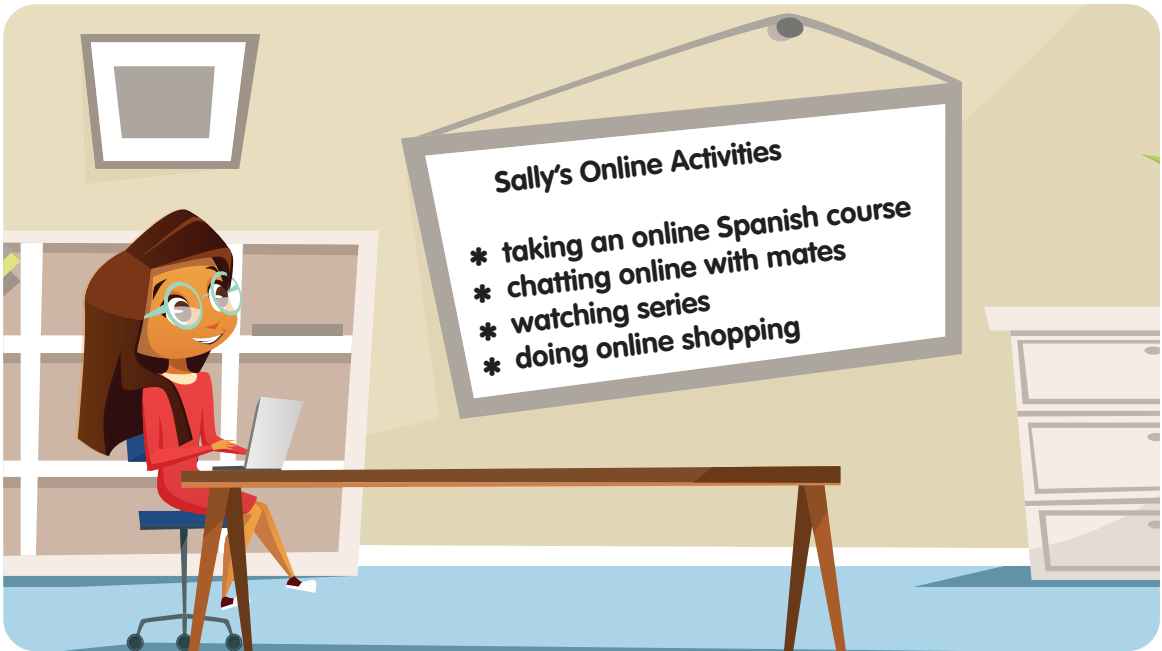 Sally's Online Activities
* taking an online Spanish course
* chatting online with mates
* watching series
* doing online shopping